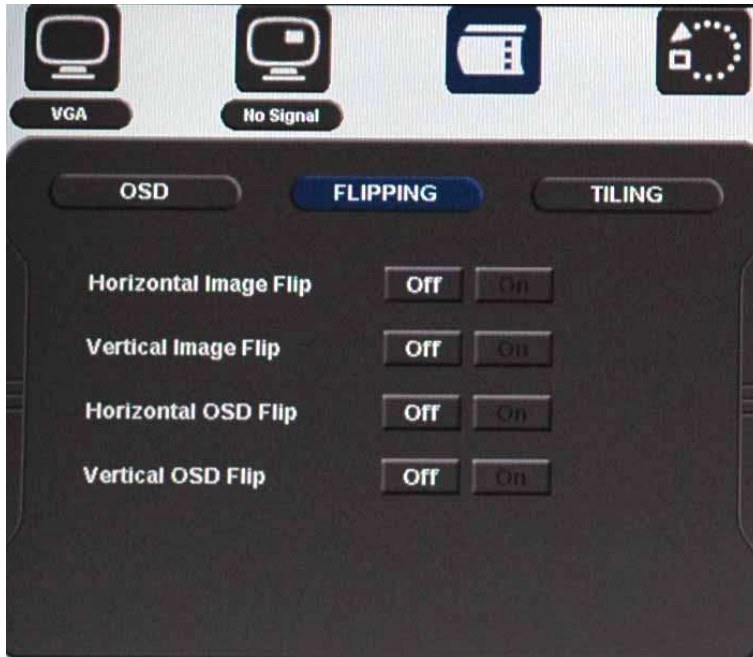 VGA
No Signal
OSD FLIPPING TILING
Horizontal Image Flip Off On
Vertical Image Flip Off On
Horizontal OSD Flip Off On
Vertical OSD Flip Off On